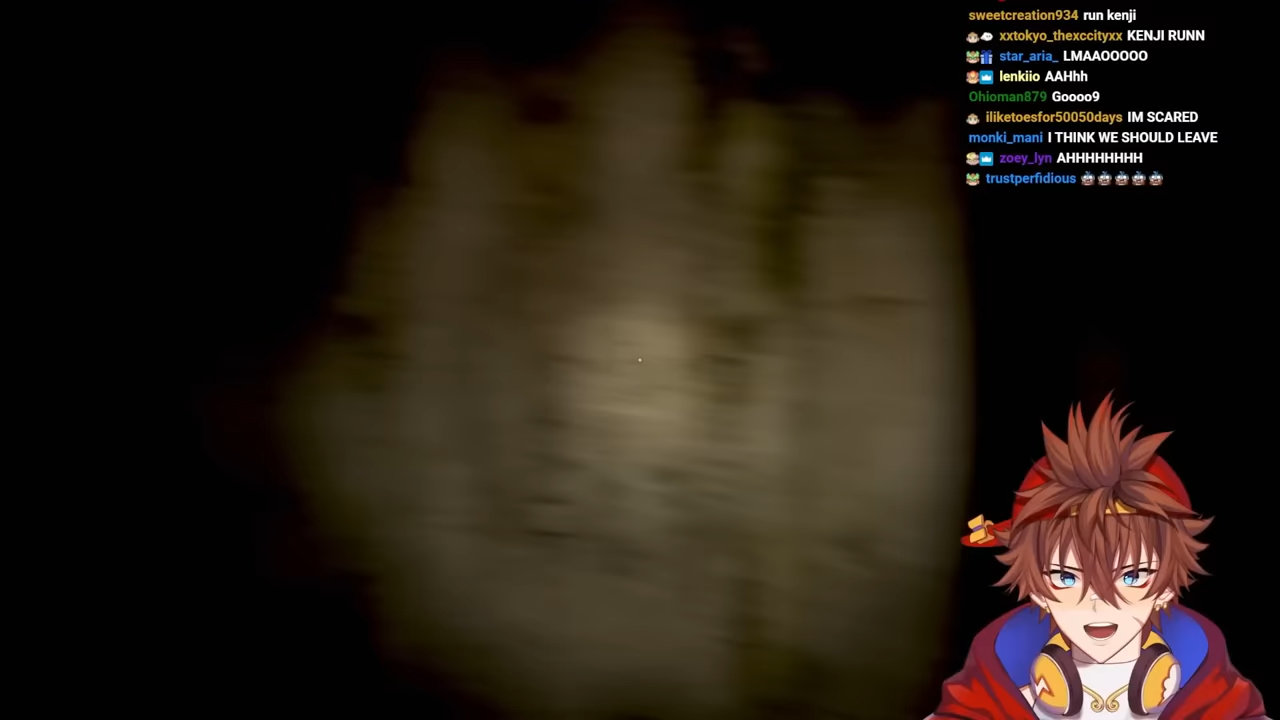 sweetcreation934 run kenji
xxtokyo_thexccityxx KENJI RUNN
star_aria_ LMAAOOOOO
lenkiio AAHhh
Ohioman879 Goooo9
iliketoesfor50050days IM SCARED
monki_mani I THINK WE SHOULD LEAVE
zoey_lyn AHHHHHHHH
trustperfidious